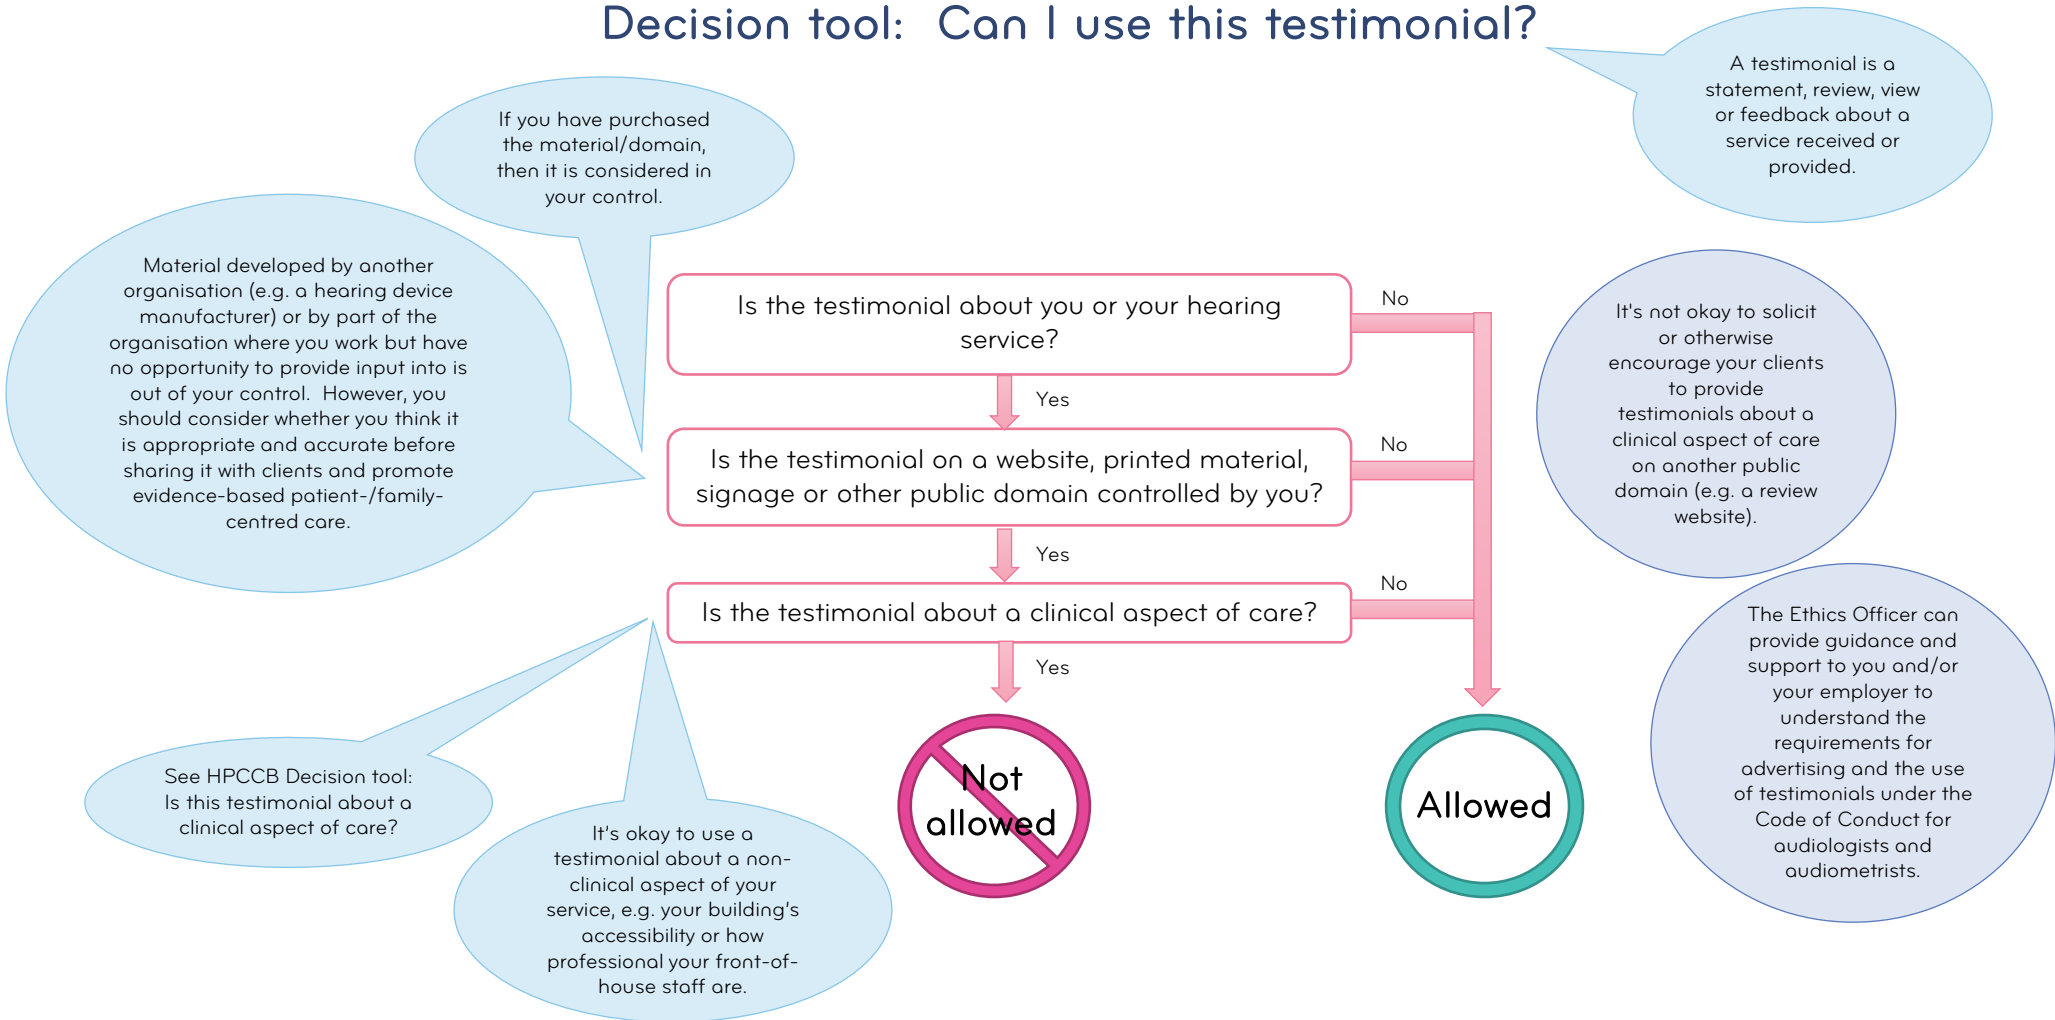 Decision tool:  Can I use this testimonial?
A testimonial is a
statement, review, view
or feedback about a
service received or
provided.
If you have purchased
the material/domain,
then it is considered in
your control.
Material developed by another
organisation (e.g. a hearing device
manufacturer) or by part of the
organisation where you work but have
no opportunity to provide input into is
out of your control.  However, you
should consider whether you think it
is appropriate and accurate before
sharing it with clients and promote
evidence-based patient-/family-
centred care.
Is the testimonial about you or your hearing
service?
No
Yes
Is the testimonial on a website, printed material,
signage or other public domain controlled by you?
No
Yes
Is the testimonial about a clinical aspect of care?
No
Yes
It's not okay to solicit
or otherwise
encourage your clients
to provide
testimonials about a
clinical aspect of care
on another public
domain (e.g. a review
website).
The Ethics Officer can
provide guidance and
support to you and/or
your employer to
understand the
requirements for
advertising and the use
of testimonials under the
Code of Conduct for
audiologists and
audiometrists.
See HPCCB Decision tool:
Is this testimonial about a
clinical aspect of care?
It's okay to use a
testimonial about a non-
clinical aspect of your
service, e.g. your building's
accessibility or how
professional your front-of-
house staff are.
Not
allowed
Allowed